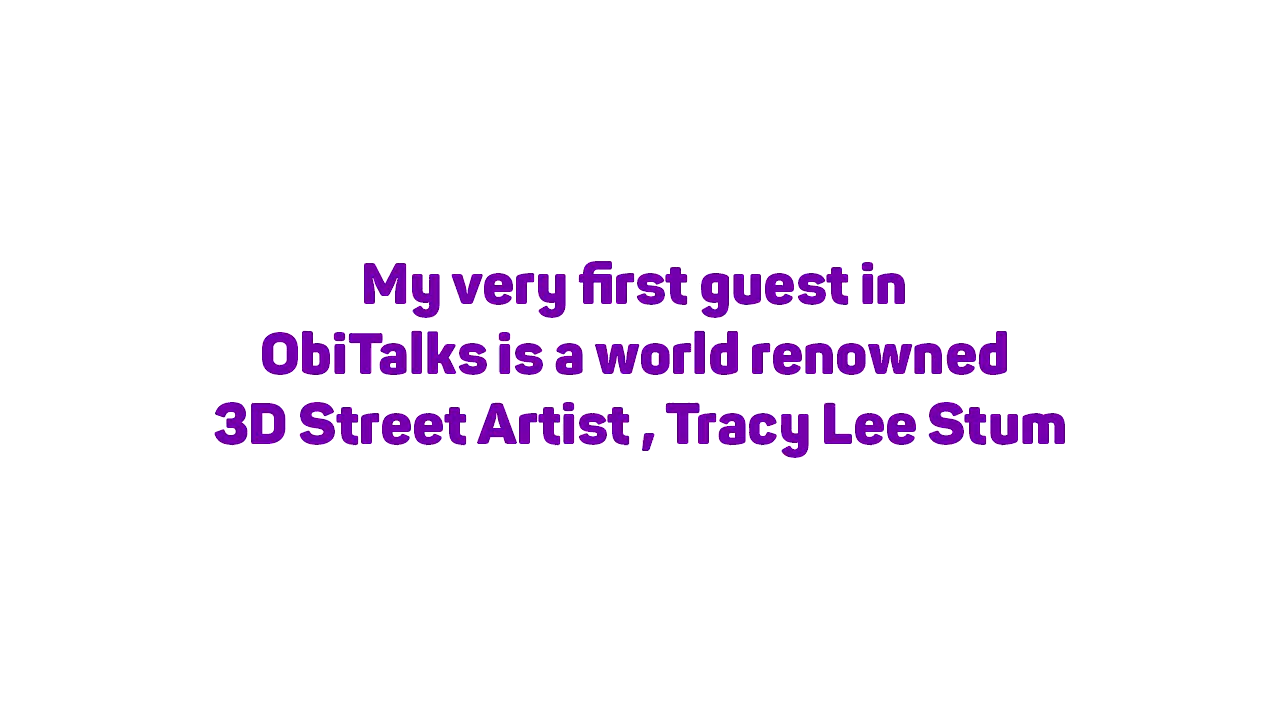 My very first guest in
ObiTalks is a world renowned
3D Street Artist , Tracy Lee Stum